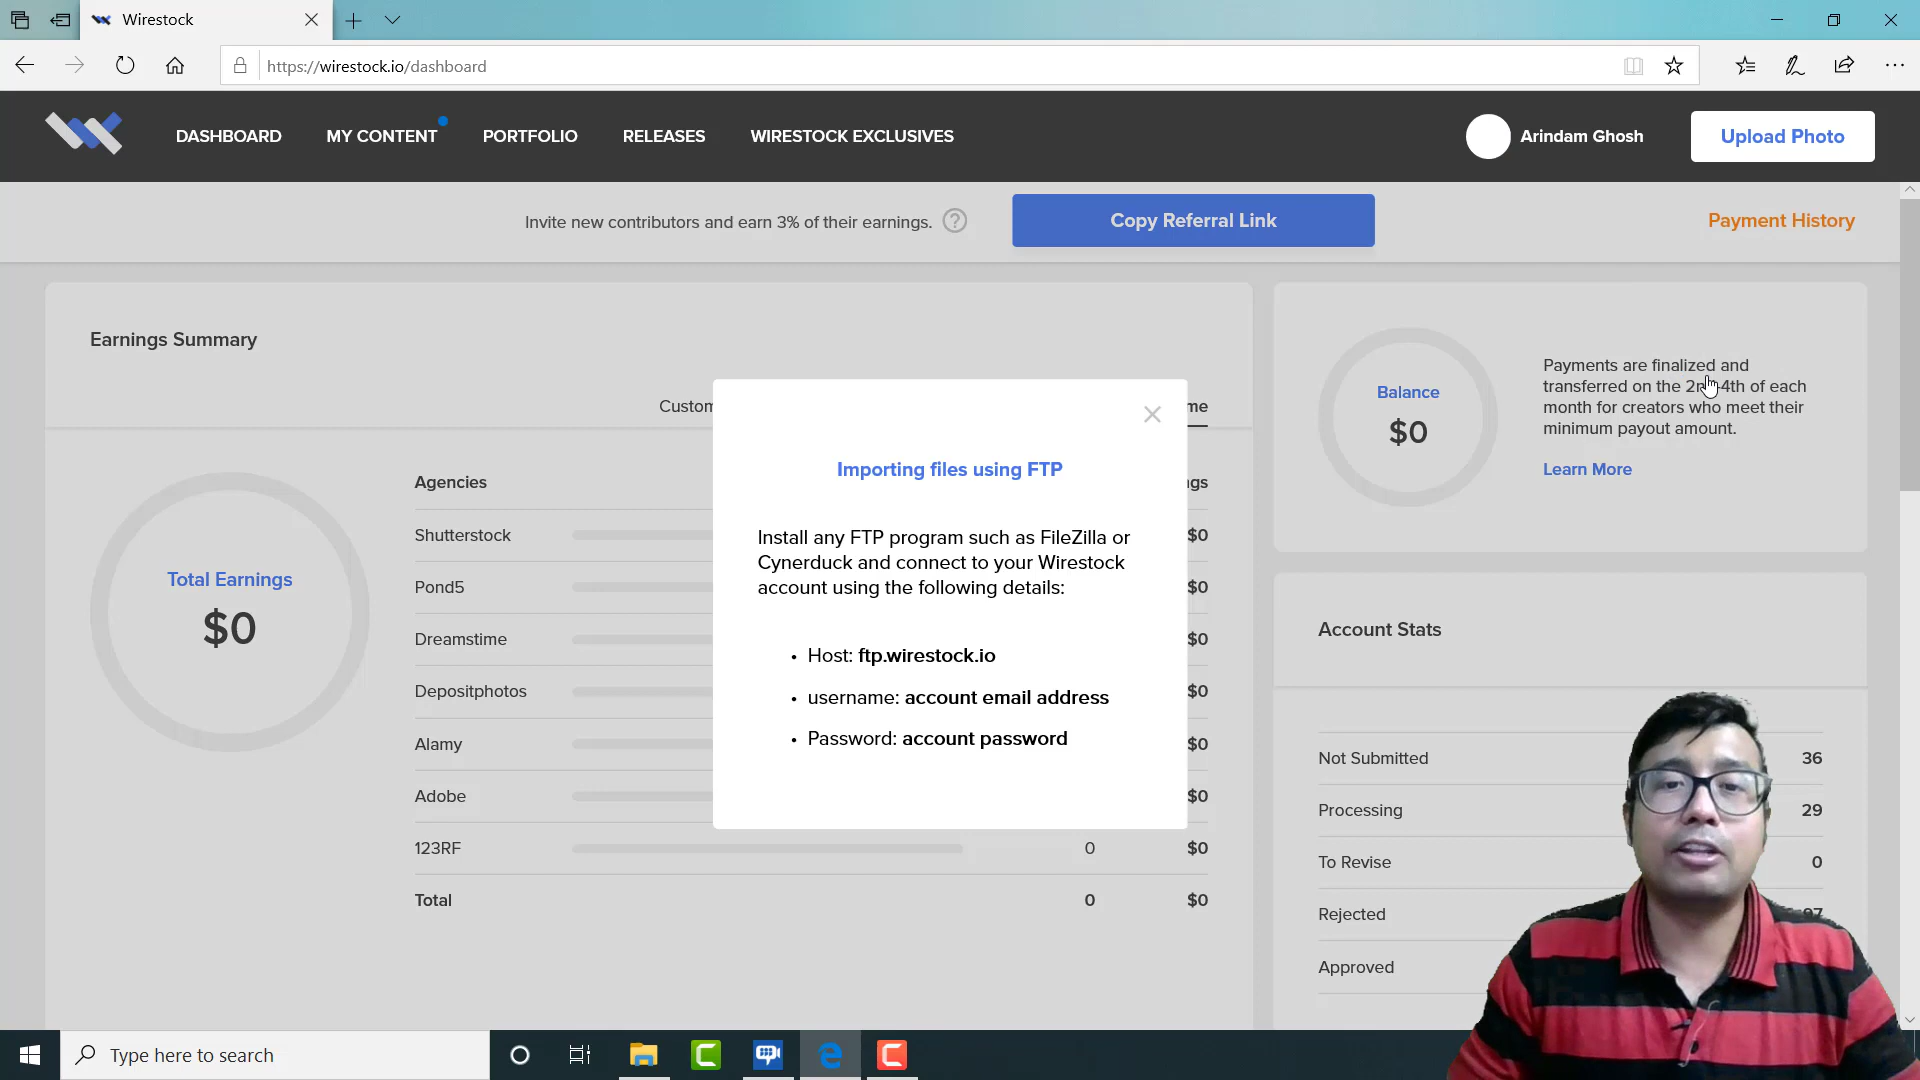 Wirestock
https://wirestock.io/dashboard
DASHBOARD
MY CONTENT
PORTFOLIO
RELEASES
WIRESTOCK EXCLUSIVES
Arindam Ghosh
Upload Photo
Invite new contributors and earn 3% of their earnings. ?
Copy Referral Link
Payment History
Earnings Summary
Total Earnings
$0
Agencies
Shutterstock $0
Pond5 $0
Dreamstime $0
Depositphotos $0
Alamy $0
Adobe $0
123RF 0 $0
Total 0 $0
Importing files using FTP
Install any FTP program such as FileZilla or
Cynerduck and connect to your Wirestock
account using the following details:
• Host: ftp.wirestock.io
• username: account email address
• Password: account password
Balance
$0
Payments are finalized and
transferred on the 2nd-4th of each
month for creators who meet their
minimum payout amount.
Learn More
Account Stats
Not Submitted 36
Processing 29
To Revise 0
Rejected
Approved
Type here to search